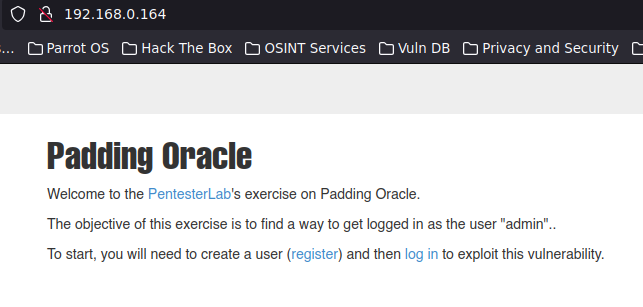 192.168.0.164
s... Parrot OS Hack The Box OSINT Services Vuln DB Privacy and Security
Padding Oracle
Welcome to the PentesterLab's exercise on Padding Oracle.
The objective of this exercise is to find a way to get logged in as the user "admin"..
To start, you will need to create a user (register) and then log in to exploit this vulnerability.